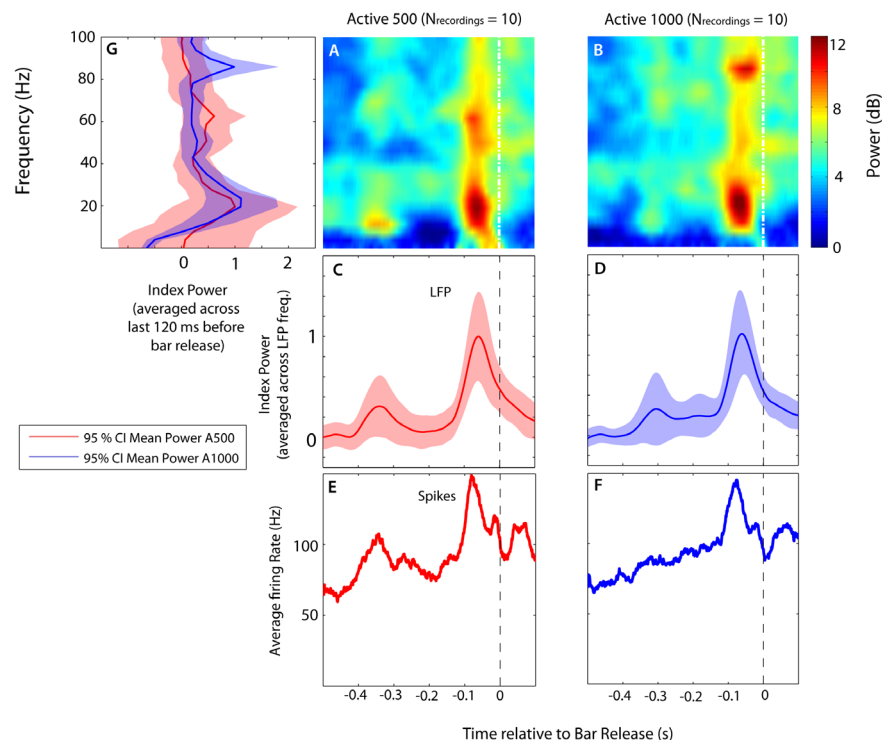 Active 500 (Nrecordings = 10)
Active 1000 (Nrecordings = 10)
G
A
B
Frequency (Hz)
100
80
60
40
20
0
1
2
Index Power
(averaged across
last 120 ms before
bar release)
12
8
4
0
Power (dB)
C
LFP
D
Index Power
(averaged across LFP freq.)
1
0
95 % CI Mean Power A500
95% CI Mean Power A1000
E
Spikes
F
Average firing Rate (Hz)
100
50
-0.4
-0.3
-0.2
-0.1
0
-0.4
-0.3
-0.2
-0.1
0
Time relative to Bar Release (s)